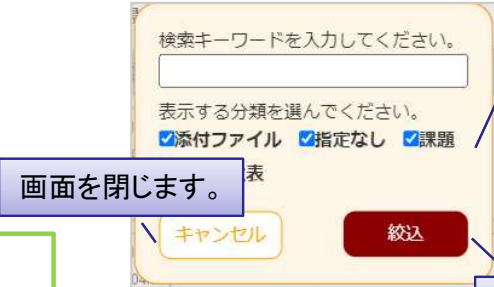 検索キーワードを入力してください。
表示する分類を選んでください。
添付ファイル 指定なし 課題
表
画面を閉じます。
キャンセル 絞込